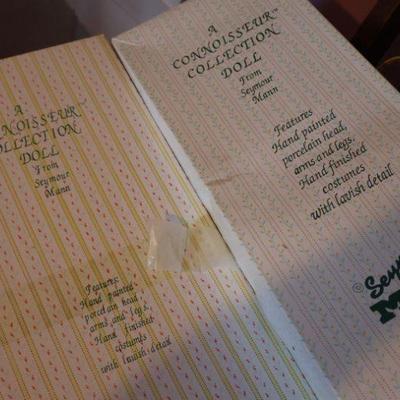 A
CONNOISSEUR
COLLECTION
DOLL
From
Seymour
Mann
Features:
Hand painted
porcelain head
arms and legs,
Hand finished
costumes
with lavish detail
A
CONNOISSEUR™
COLLECTION
DOLL
From
Seymour
Mann
Features
Hand painted
porcelain head,
arms and legs.
Hand finished
costumes
with lavish detail
©Sey
M